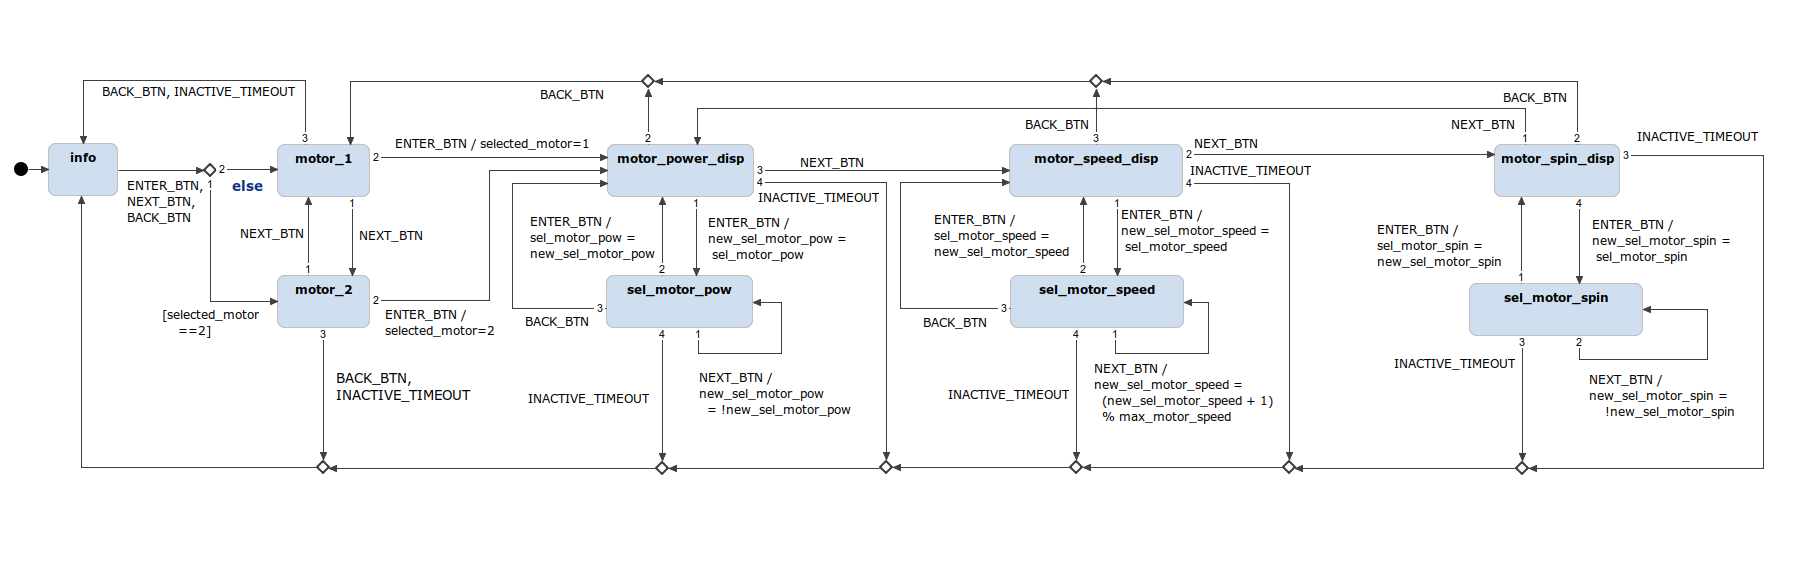 BACK_BTN, INACTIVE_TIMEOUT
info
ENTER_BTN,
NEXT_BTN,
BACK_BTN
2
1
else
[selected_motor
==2]
3
motor_1
2
ENTER_BTN / selected_motor=1
1
NEXT_BTN
NEXT_BTN
1
motor_2
2
ENTER_BTN /
selected_motor=2
3
BACK_BTN,
INACTIVE_TIMEOUT
BACK_BTN
2
motor_power_disp
3
NEXT_BTN
4
INACTIVE_TIMEOUT
1
ENTER_BTN /
sel_motor_pow =
new_sel_motor_pow
ENTER_BTN /
new_sel_motor_pow =
sel_motor_pow
2
sel_motor_pow
3
BACK_BTN
4
1
INACTIVE_TIMEOUT
NEXT_BTN /
new_sel_motor_pow
= !new_sel_motor_pow
BACK_BTN
3
motor_speed_disp
2
NEXT_BTN
INACTIVE_TIMEOUT
4
1
ENTER_BTN /
sel_motor_speed =
new_sel_motor_speed
ENTER_BTN /
new_sel_motor_speed =
sel_motor_speed
2
sel_motor_speed
3
BACK_BTN
4
1
INACTIVE_TIMEOUT
NEXT_BTN /
new_sel_motor_speed =
(new_sel_motor_speed + 1)
% max_motor_speed
BACK_BTN
NEXT_BTN
1
2
motor_spin_disp
3
INACTIVE_TIMEOUT
4
ENTER_BTN /
sel_motor_spin =
new_sel_motor_spin
ENTER_BTN /
new_sel_motor_spin =
sel_motor_spin
1
sel_motor_spin
3
2
INACTIVE_TIMEOUT
NEXT_BTN /
new_sel_motor_spin =
!new_sel_motor_spin